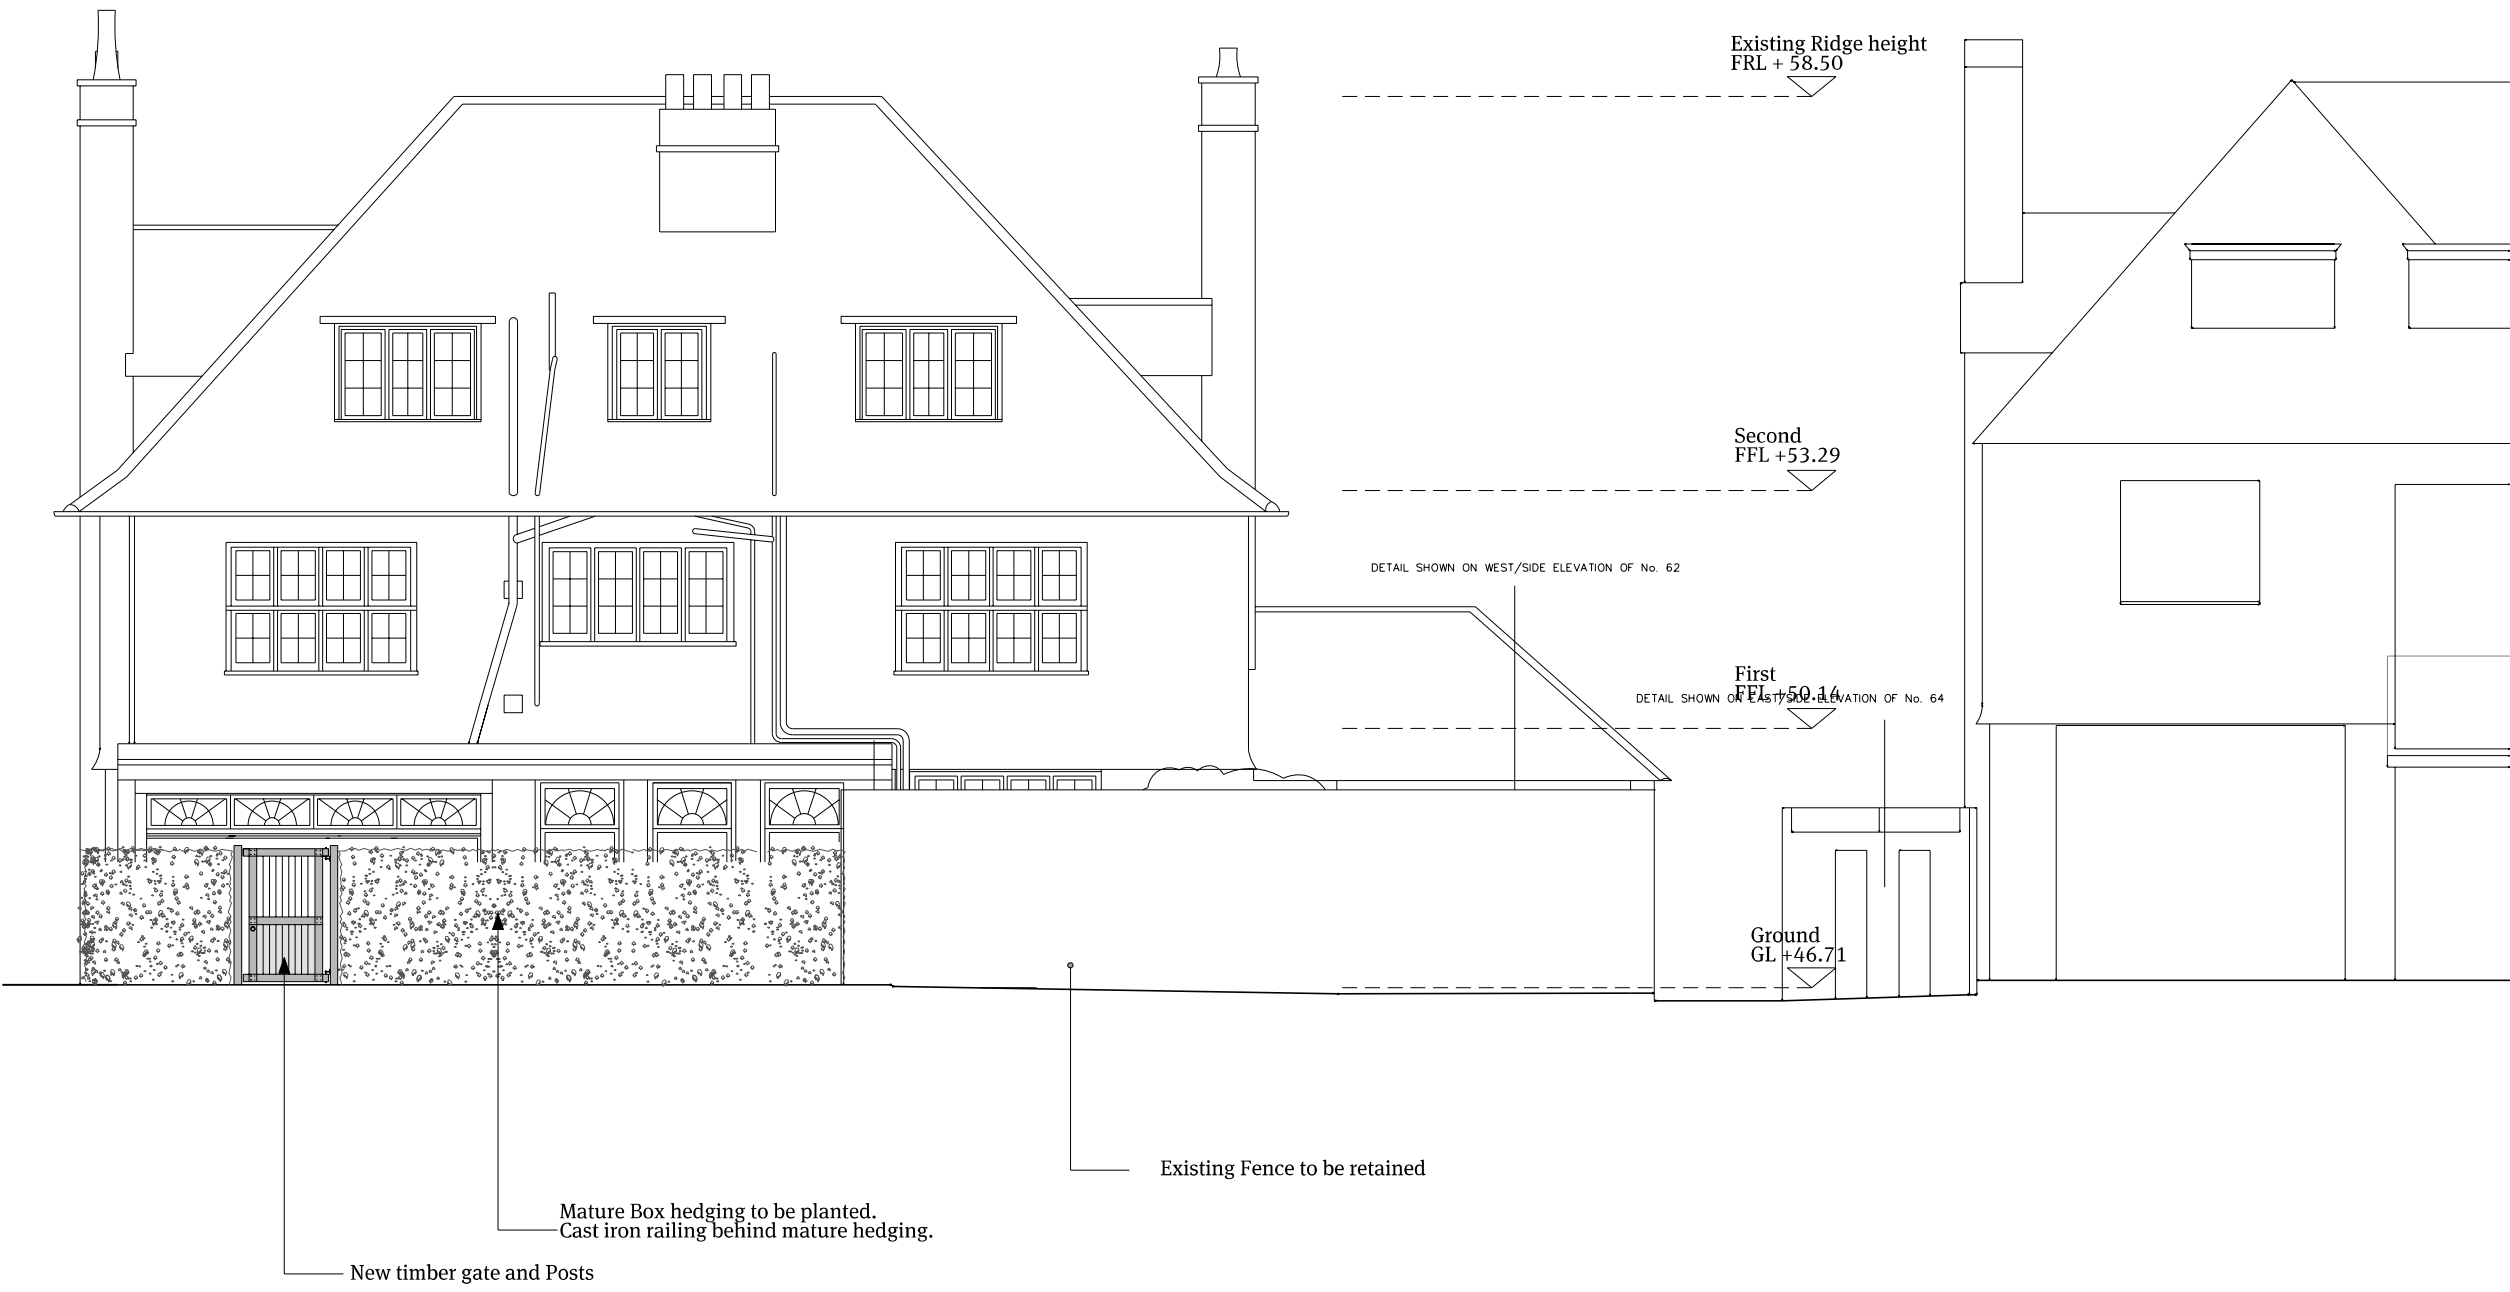 Existing Ridge height
FRL + 58.50
Second
FFL +53.29
DETAIL SHOWN ON WEST/SIDE ELEVATION OF No. 62
First
FFL +50.14
DETAIL SHOWN ON EAST/SIDE ELEVATION OF No. 64
Ground
GL +46.71
Existing Fence to be retained
Mature Box hedging to be planted.
Cast iron railing behind mature hedging.
New timber gate and Posts